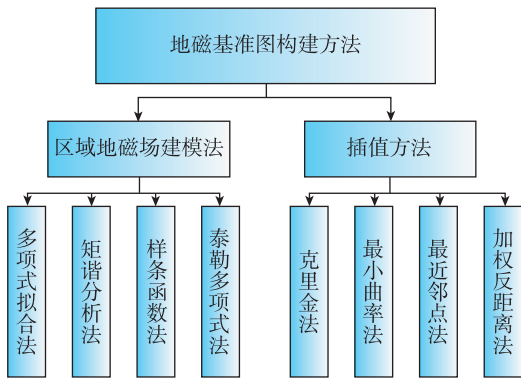 地磁基准图构建方法
区域地磁场建模法
插值方法
多项式拟合法
矩谐分析法
样条函数法
泰勒多项式法
克里金法
最小曲率法
最近邻点法
加权反距离法